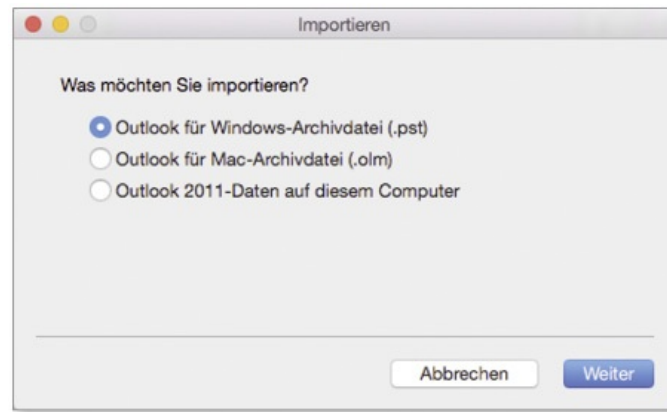 Importieren
Was möchten Sie importieren?
Outlook für Windows-Archivdatei (.pst)
Outlook für Mac-Archivdatei (.olm)
Outlook 2011-Daten auf diesem Computer
Abbrechen
Weiter